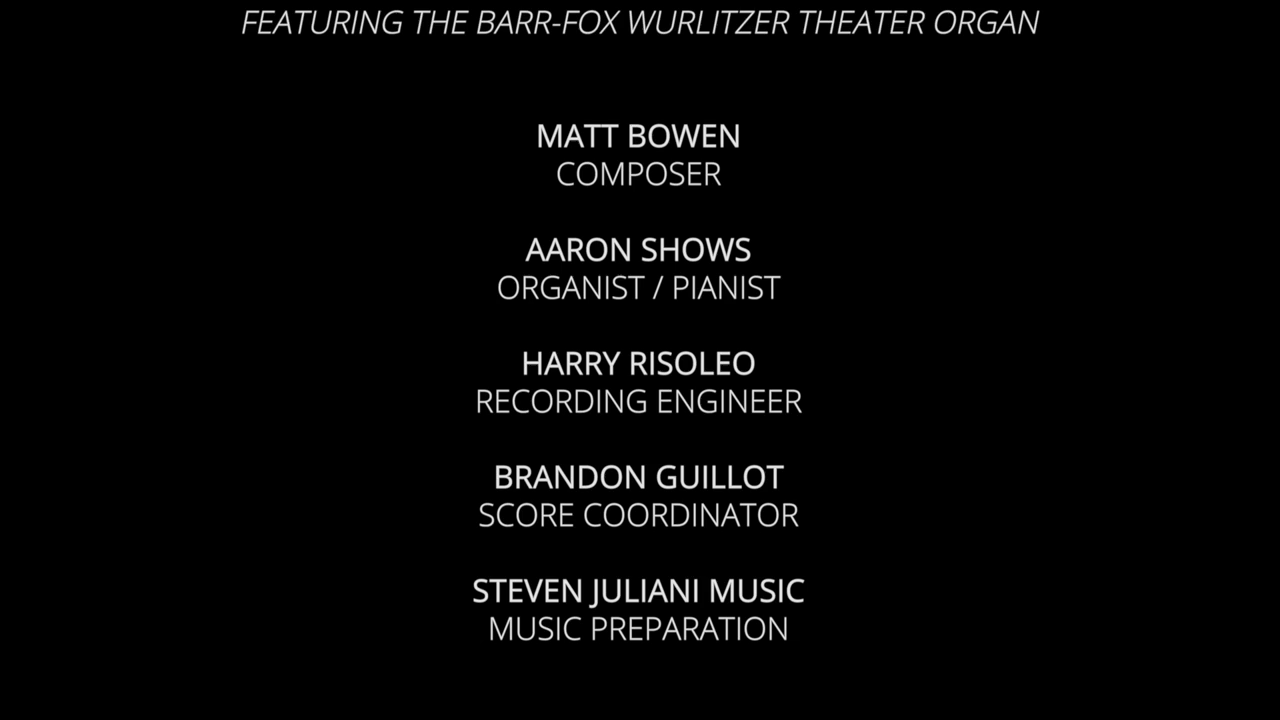 FEATURING THE BARR-FOX WURLITZER THEATER ORGAN
MATT BOWEN
COMPOSER
AARON SHOWS
ORGANIST / PIANIST
HARRY RISOLEO
RECORDING ENGINEER
BRANDON GUILLOT
SCORE COORDINATOR
STEVEN JULIANI MUSIC
MUSIC PREPARATION